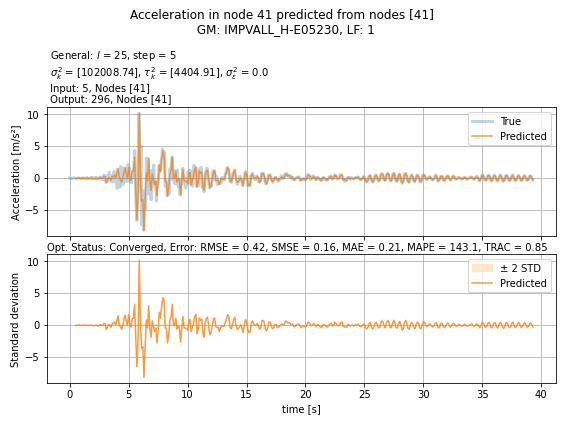 Acceleration in node 41 predicted from nodes [41]
GM: IMPVALL_H-E05230, LF: 1
General: l = 25, step = 5
σ²ₖ = [102008.74], τ²ₖ = [4404.91], σ²ε = 0.0
Input: 5, Nodes [41]
Output: 296, Nodes [41]
Acceleration [m/s²]
10
5
0
−5
True
Predicted
Opt. Status: Converged, Error: RMSE = 0.42, SMSE = 0.16, MAE = 0.21, MAPE = 143.1, TRAC = 0.85
Standard deviation
10
5
0
−5
± 2 STD
Predicted
0 5 10 15 20 25 30 35 40
time [s]